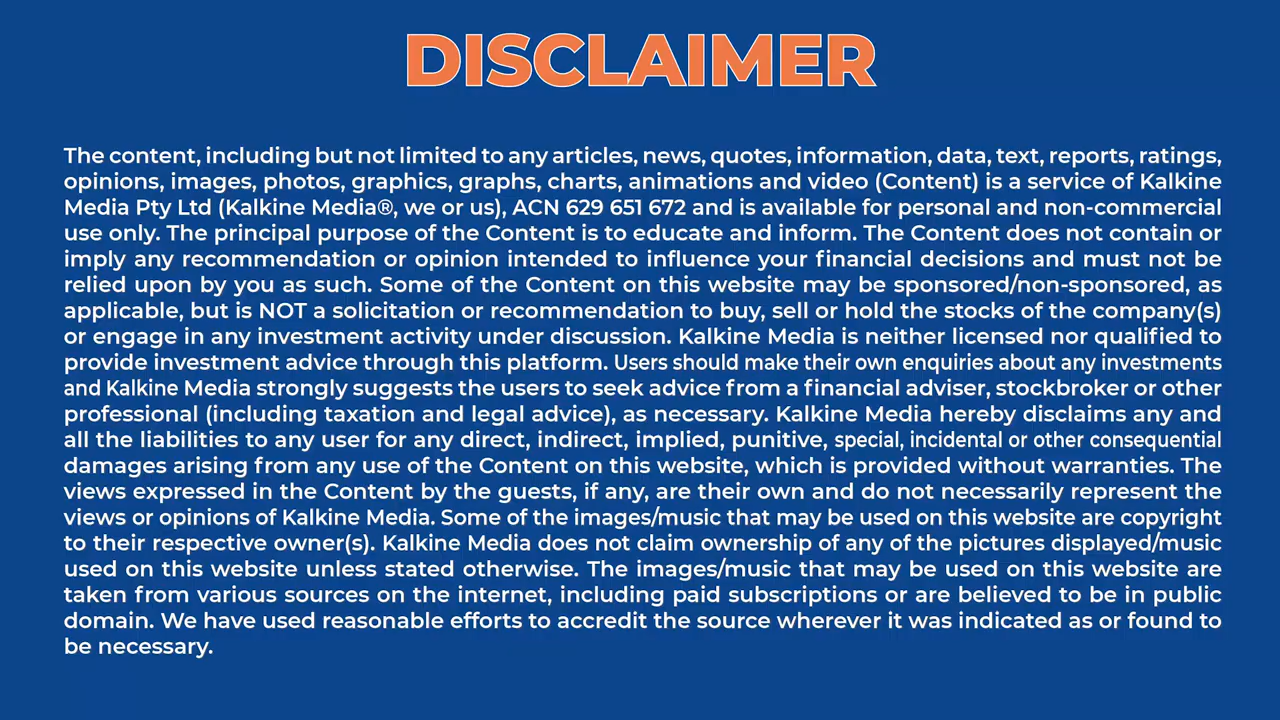 DISCLAIMER
The content, including but not limited to any articles, news, quotes, information, data, text, reports, ratings,
opinions, images, photos, graphics, graphs, charts, animations and video (Content) is a service of Kalkine
Media Pty Ltd (Kalkine Media®, we or us), ACN 629 651 672 and is available for personal and non-commercial
use only. The principal purpose of the Content is to educate and inform. The Content does not contain or
imply any recommendation or opinion intended to influence your financial decisions and must not be
relied upon by you as such. Some of the Content on this website may be sponsored/non-sponsored, as
applicable, but is NOT a solicitation or recommendation to buy, sell or hold the stocks of the company(s)
or engage in any investment activity under discussion. Kalkine Media is neither licensed nor qualified to
provide investment advice through this platform. Users should make their own enquiries about any investments
and Kalkine Media strongly suggests the users to seek advice from a financial adviser, stockbroker or other
professional (including taxation and legal advice), as necessary. Kalkine Media hereby disclaims any and
all the liabilities to any user for any direct, indirect, implied, punitive, special, incidental or other consequential
damages arising from any use of the Content on this website, which is provided without warranties. The
views expressed in the Content by the guests, if any, are their own and do not necessarily represent the
views or opinions of Kalkine Media. Some of the images/music that may be used on this website are copyright
to their respective owner(s). Kalkine Media does not claim ownership of any of the pictures displayed/music
used on this website unless stated otherwise. The images/music that may be used on this website are
taken from various sources on the internet, including paid subscriptions or are believed to be in public
domain. We have used reasonable efforts to accredit the source wherever it was indicated as or found to
be necessary.